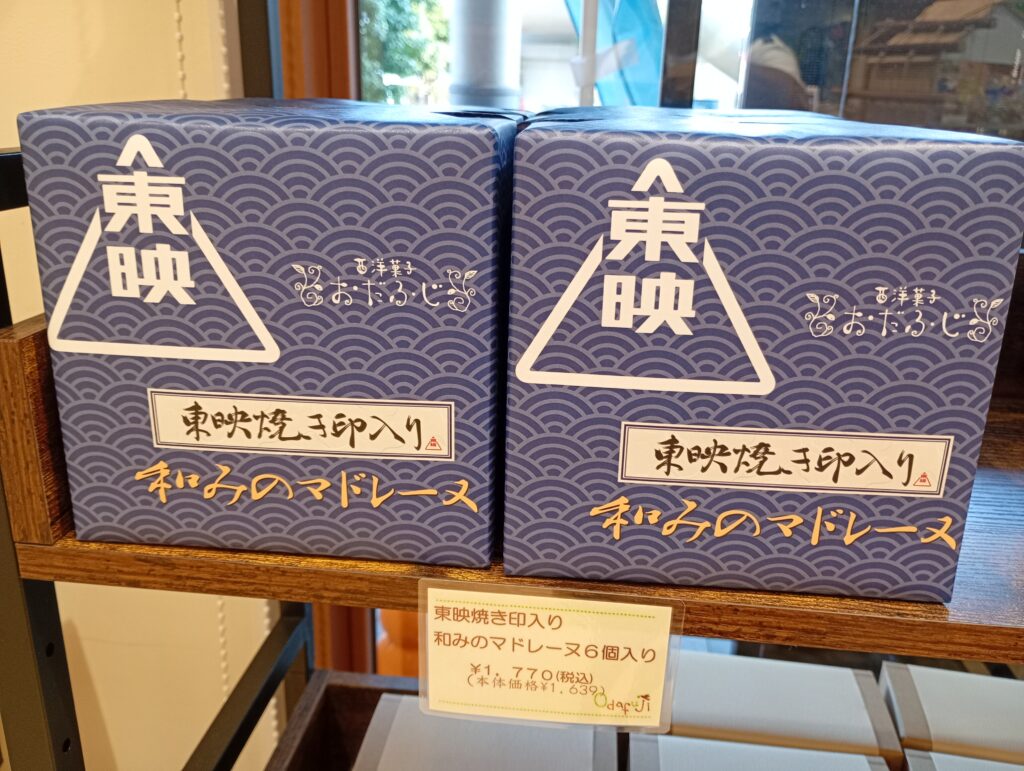 東映
西洋菓子
お・だ・ふ・じ
東映焼き印入り
東映
和みのマドレーヌ
東映
西洋菓子
お・だ・ふ・じ
東映焼き印入り
東映
和みのマドレーヌ
東映焼き印入り
和みのマドレーヌ6個入り
¥1,770(税込)
(本体価格¥1,639)
Odafuji